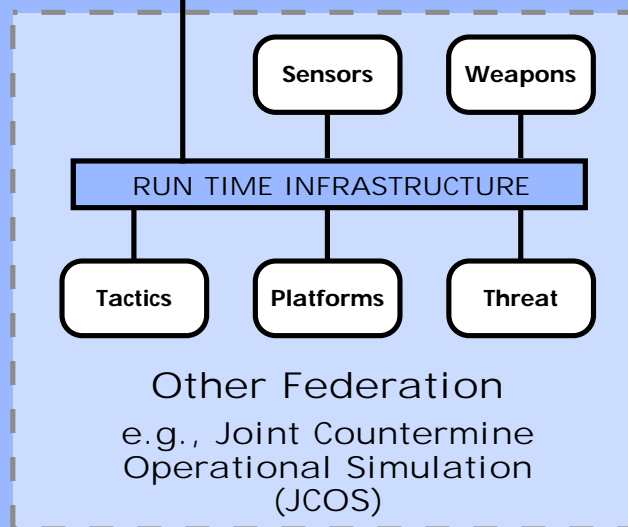 Sensors Weapons
RUN TIME INFRASTRUCTURE
Tactics Platforms Threat
Other Federation
e.g., Joint Countermine
Operational Simulation
(JCOS)